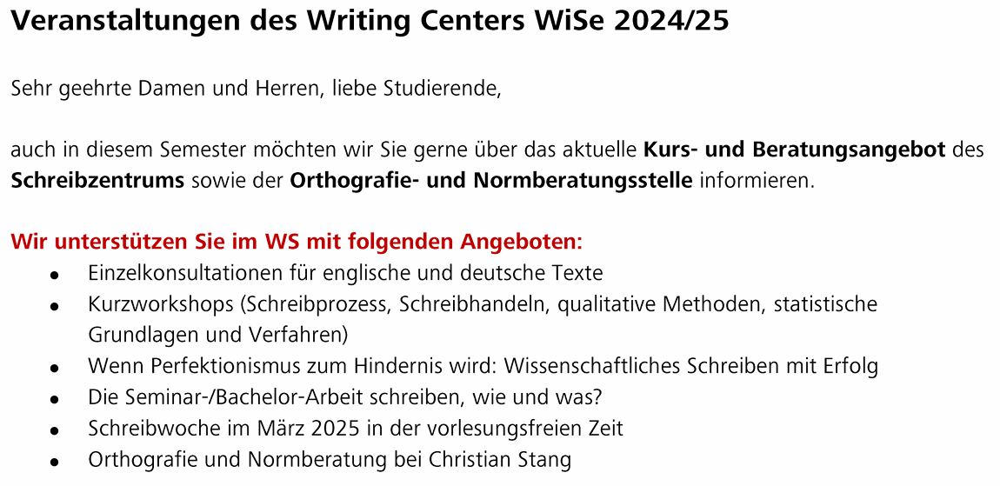 Veranstaltungen des Writing Centers WiSe 2024/25
Sehr geehrte Damen und Herren, liebe Studierende,
auch in diesem Semester möchten wir Sie gerne über das aktuelle Kurs- und Beratungsangebot des
Schreibzentrums sowie der Orthografie- und Normberatungsstelle informieren.
Wir unterstützen Sie im WS mit folgenden Angeboten:
• Einzelkonsultationen für englische und deutsche Texte
• Kurzworkshops (Schreibprozess, Schreibhandeln, qualitative Methoden, statistische
Grundlagen und Verfahren)
• Wenn Perfektionismus zum Hindernis wird: Wissenschaftliches Schreiben mit Erfolg
• Die Seminar-/Bachelor-Arbeit schreiben, wie und was?
• Schreibwoche im März 2025 in der vorlesungsfreien Zeit
• Orthografie und Normberatung bei Christian Stang